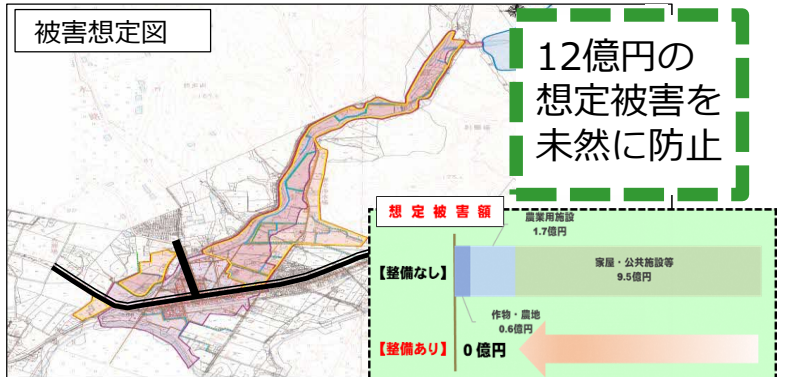 被害想定図
12億円の
想定被害を
未然に防止
想定被害額
農業用施設
1.7億円
【整備なし】
家屋・公共施設等
9.5億円
作物・農地
0.6億円
【整備あり】
0億円